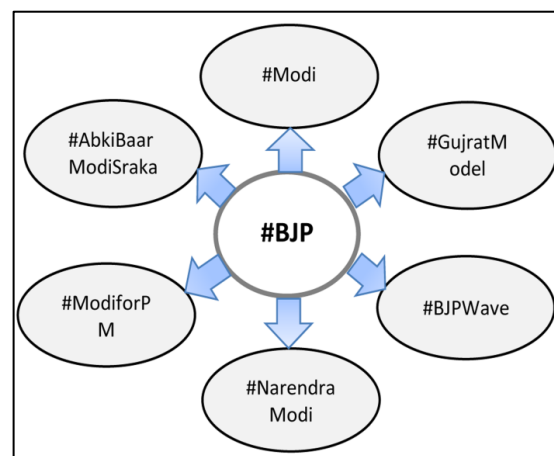 #Modi
#AbkiBaar
ModiSraka
#GujratM
odel
#BJP
#ModiforP
M
#BJPWave
#Narendra
Modi